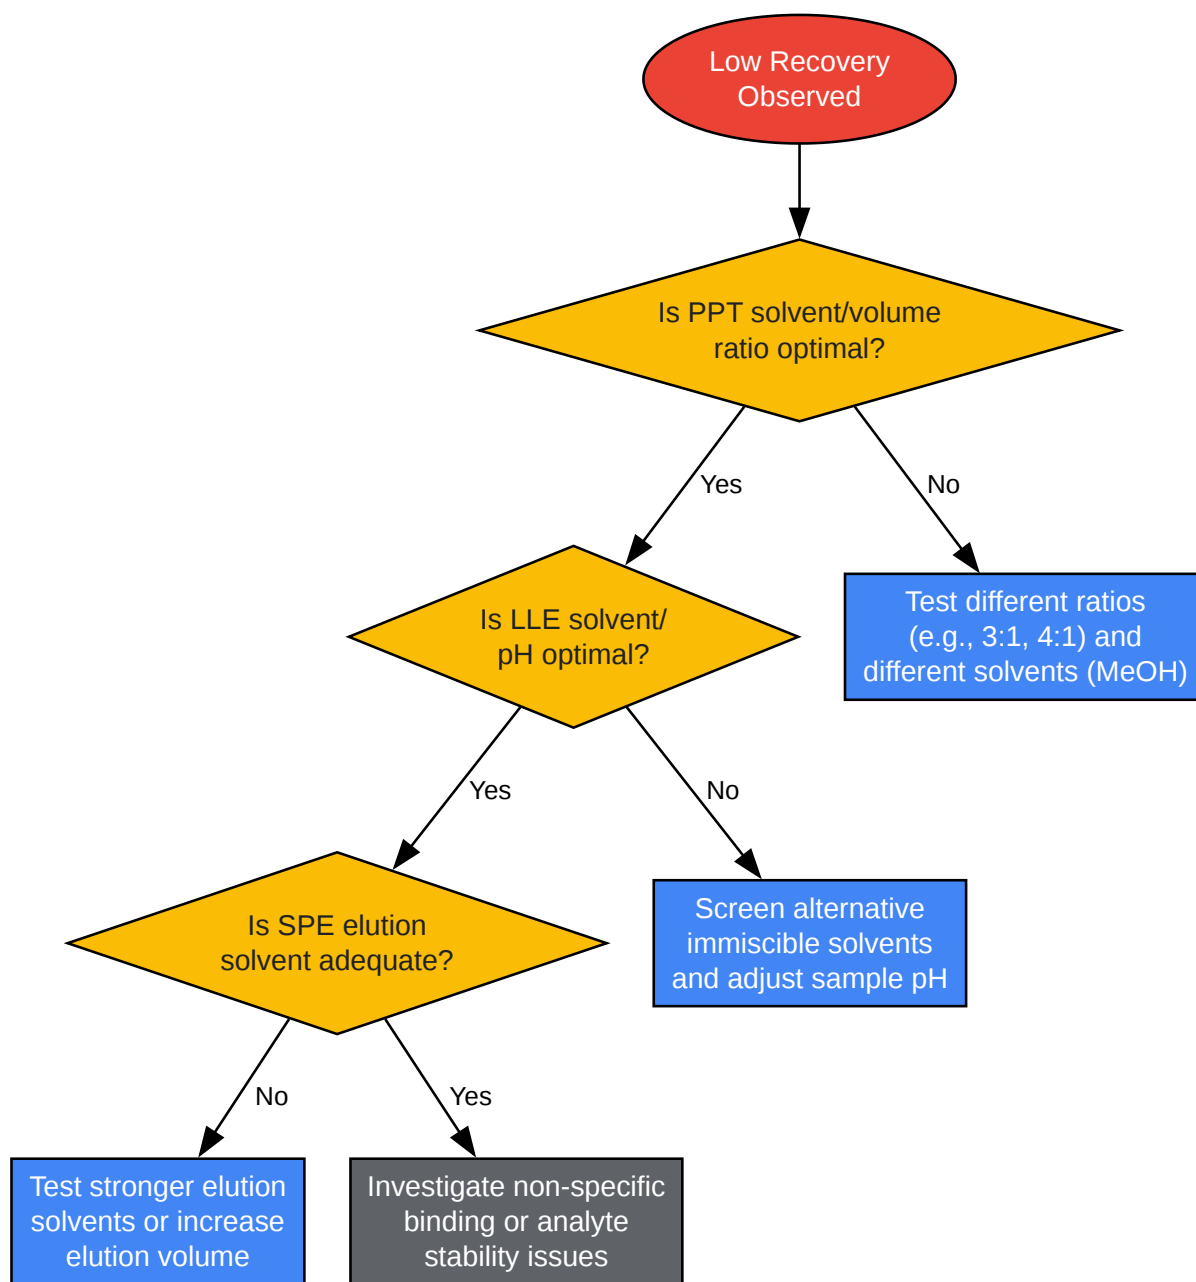 Low Recovery
Observed
Is PPT solvent/volume
ratio optimal?
Yes
No
Is LLE solvent/
pH optimal?
Test different ratios
(e.g., 3:1, 4:1) and
different solvents (MeOH)
Yes
No
Is SPE elution
solvent adequate?
Screen alternative
immiscible solvents
and adjust sample pH
No
Yes
Test stronger elution
solvents or increase
elution volume
Investigate non-specific
binding or analyte
stability issues